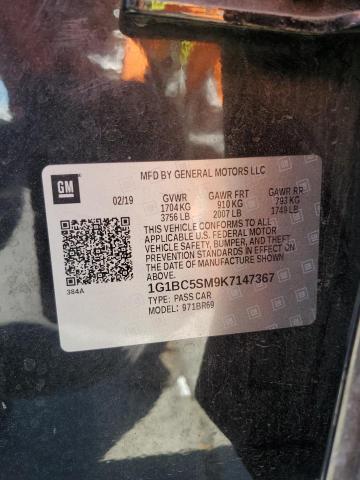 MFD BY GENERAL MOTORS LLC
GM
02/19 GVWR GAWR FRT GAWR RR
1704 KG 910 KG 793 KG
3756 LB 2007 LB 1749 LB
THIS VEHICLE CONFORMS TO ALL
APPLICABLE U.S. FEDERAL MOTOR
VEHICLE SAFETY, BUMPER, AND THEFT
PREVENTION STANDARDS IN EFFECT
ON THE DATE OF MANUFACTURE SHOWN
ABOVE.
384A
1G1BC5SM9K7147367
TYPE: PASS CAR
MODEL: 971BR69